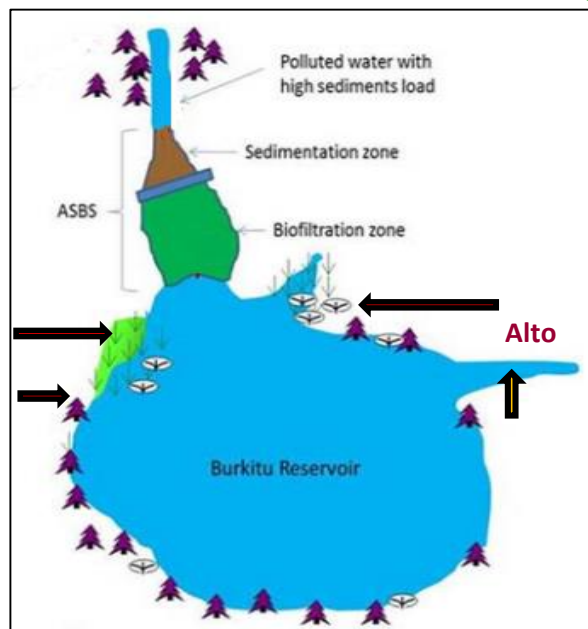 Polluted water with
high sediments load
Sedimentation zone
ASBS
Biofiltration zone
Alto
Burkitu Reservoir